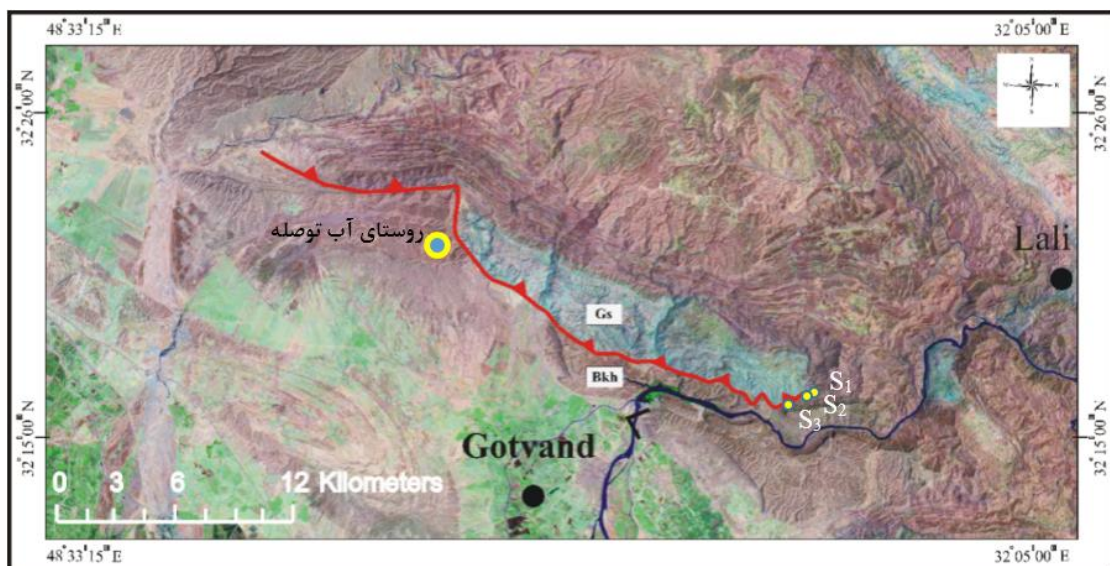 48°33'15" E
32°05'00" E
32°26'00" N
32°26'00" N
روستای آب توصله
Lali
Gs
Bkh
S1
S2
S3
32°15'00" N
32°15'00" N
Gotvand
0 3 6 12 Kilometers
48°33'15" E
32°05'00" E